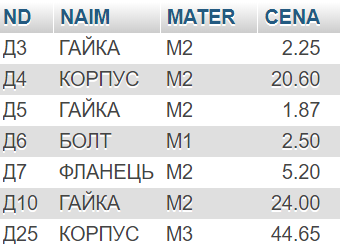 ND NAIM MATER CENA
Д3 ГАЙКА М2 2.25
Д4 КОРПУС М2 20.60
Д5 ГАЙКА М2 1.87
Д6 БОЛТ М1 2.50
Д7 ФЛАНЕЦЬ М2 5.20
Д10 ГАЙКА М2 24.00
Д25 КОРПУС М3 44.65